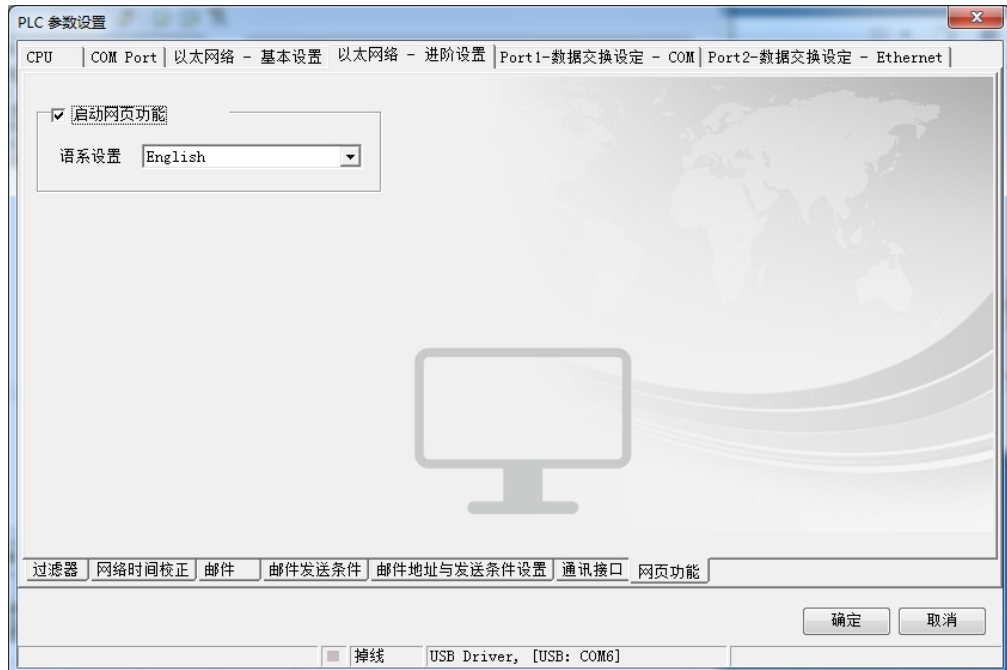 PLC 参数设置
CPU COM Port 以太网络 - 基本设置 以太网络 - 进阶设置 Port1-数据交换设定 - COM Port2-数据交换设定 - Ethernet
启动网页功能
语系设置 English
过滤器 网络时间校正 邮件 邮件发送条件 邮件地址与发送条件设置 通讯接口 网页功能
确定 取消
掉线 USB Driver, [USB: COM6]